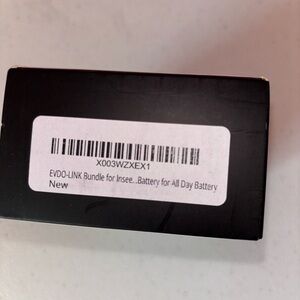 X003WZXEX1
EVDO-LINK Bundle for Insee...Battery for All Day Battery
New